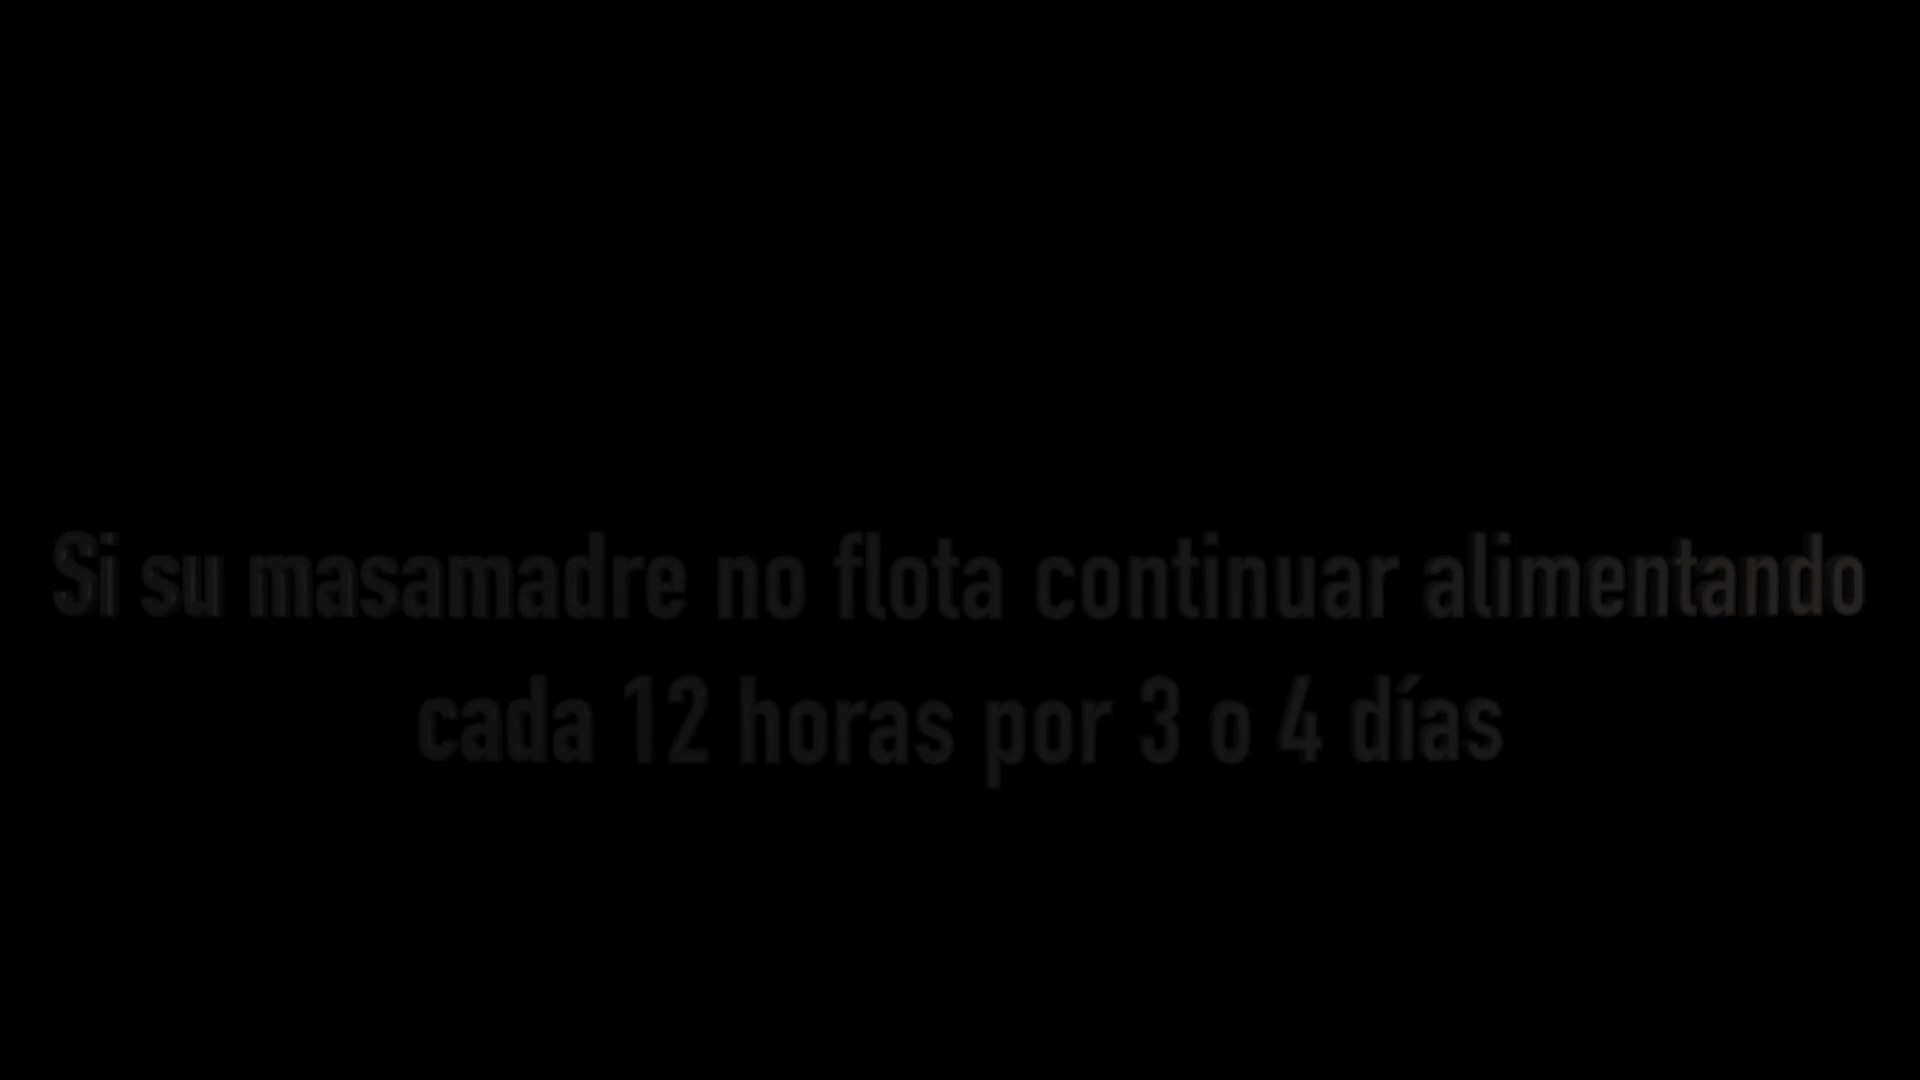 Si su masamadre no flota continuar alimentando
cada 12 horas por 3 o 4 días